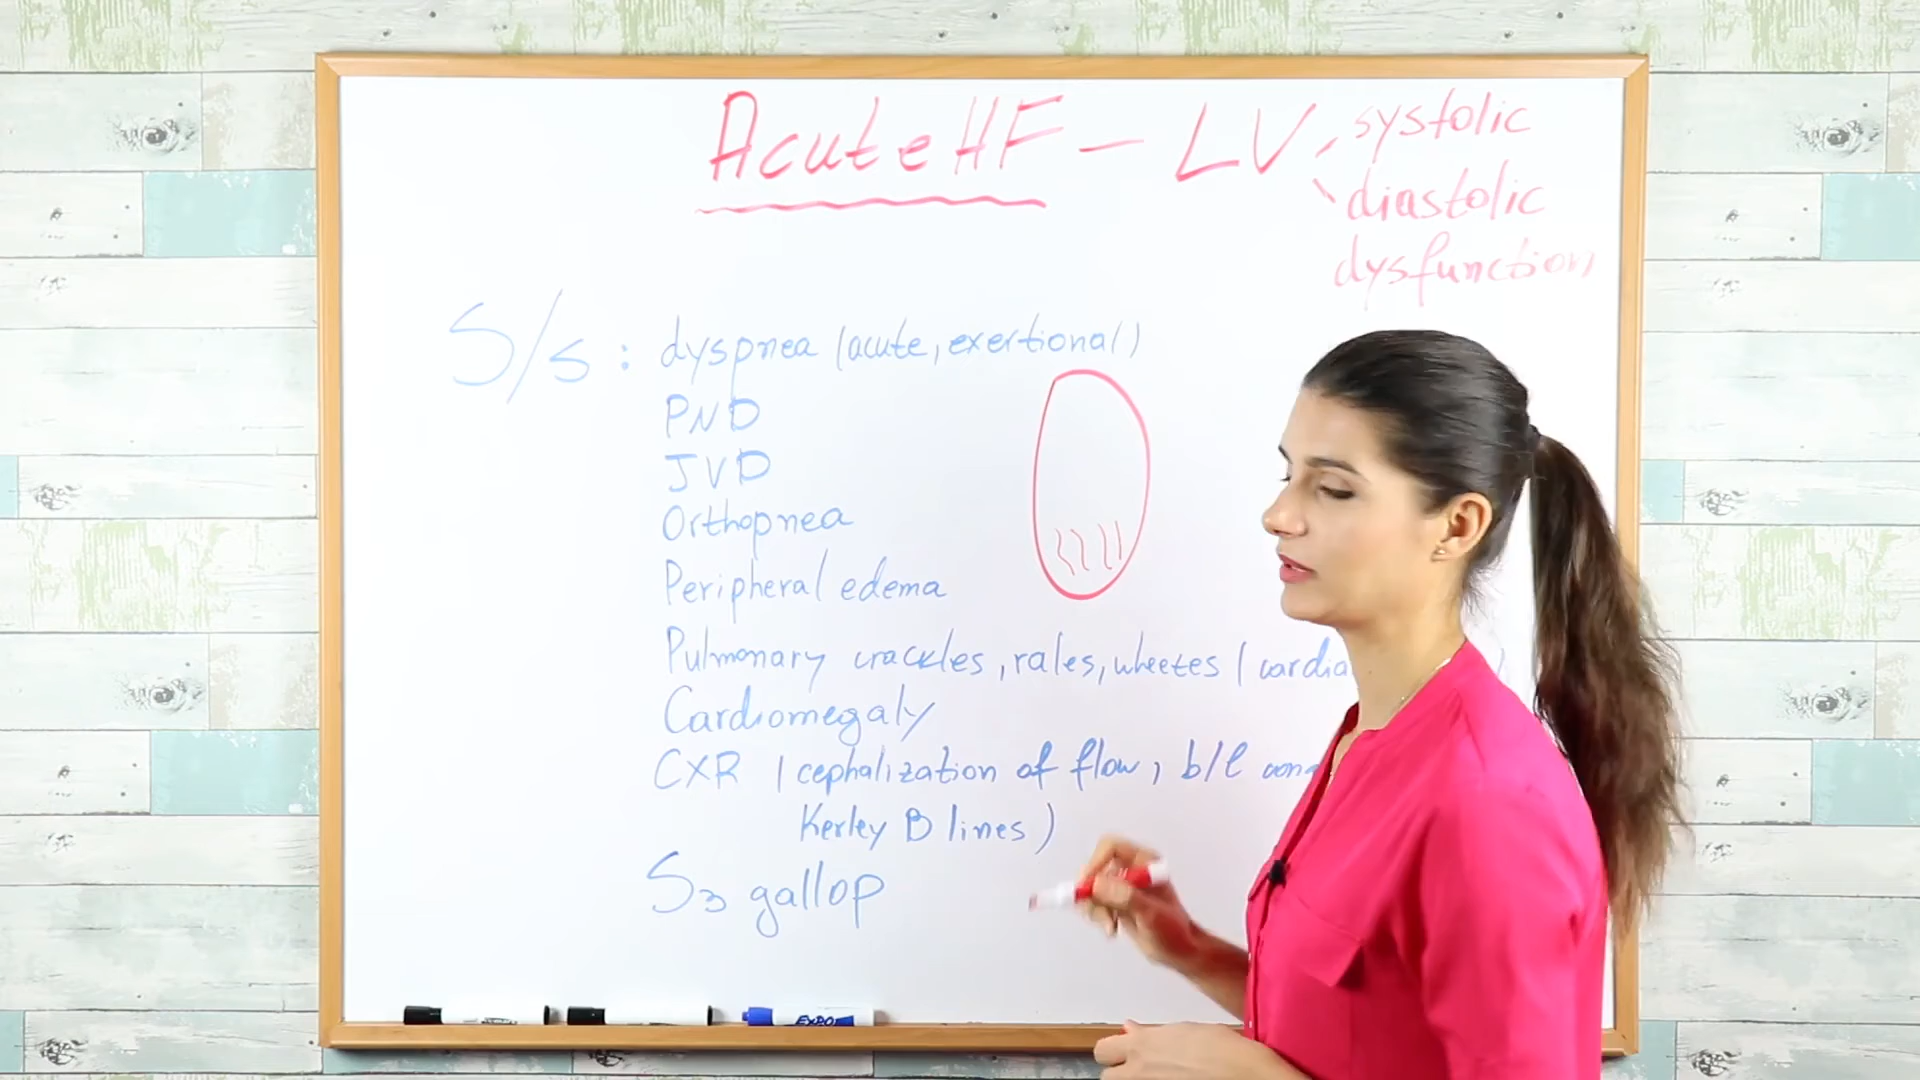 Acute HF - LV
systolic
diastolic
dysfunction
S/s: dyspnea (acute, exertional)
PND
JVD
Orthopnea
Peripheral edema
Pulmonary crackles, rales, wheezes (
Cardiomegaly
CXR (cephalization of flow, b/l
Kerley B lines)
S3 gallop
EXPO